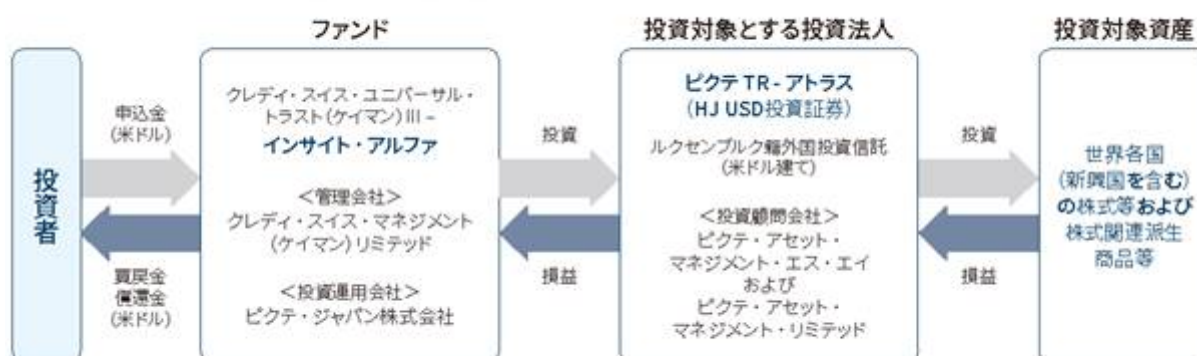 ファンド
投資対象とする投資法人
投資対象資産
投資者
申込金
(米ドル)
買戻金
償還金
(米ドル)
クレディ・スイス・ユニバーサル・
トラスト(ケイマン)III –
インサイト・アルファ
<管理会社>
クレディ・スイス・マネジメント
(ケイマン)リミテッド
<投資運用会社>
ピクテ・ジャパン株式会社
投資
損益
ピクテ TR - アトラス
(HJ USD投資証券)
ルクセンブルク籍外国投資信託
(米ドル建て)
<投資顧問会社>
ピクテ・アセット・
マネジメント・エス・エイ
および
ピクテ・アセット・
マネジメント・リミテッド
投資
損益
世界各国
(新興国を含む)
の株式等および
株式関連派生
商品等